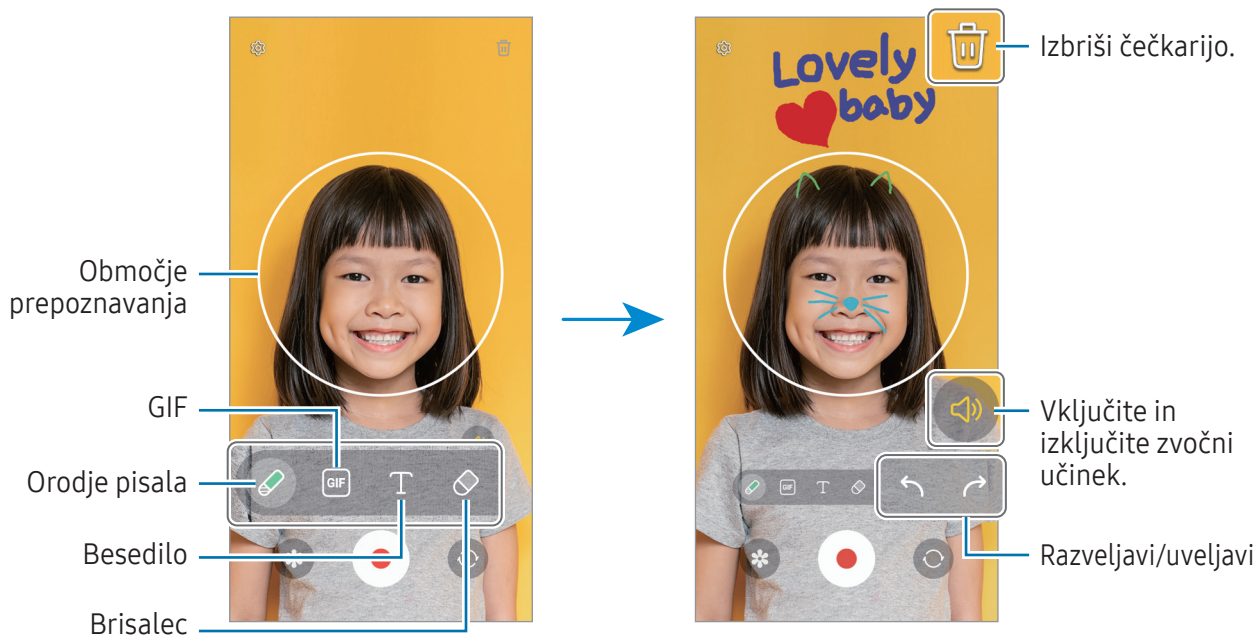 Območje
prepoznavanja
GIF
Orodje pisala
Besedilo
Brisalec
GIF
T
Lovely
baby
Izbriši čečkarijo.
Vključite in
izključite zvočni
učinek.
GIF
T
Razveljavi/uveljavi